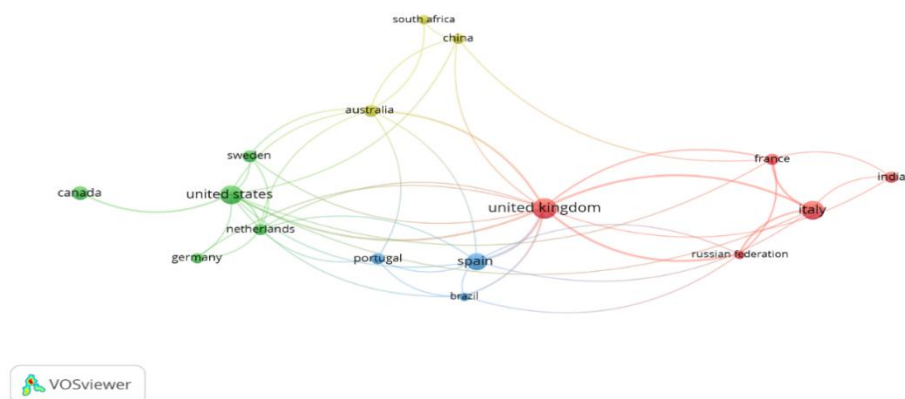 south africa
china
australia
sweden
france
india
canada
united states
united kingdom
italy
netherlands
germany
portugal
spain
russian federation
brazil
VOSviewer